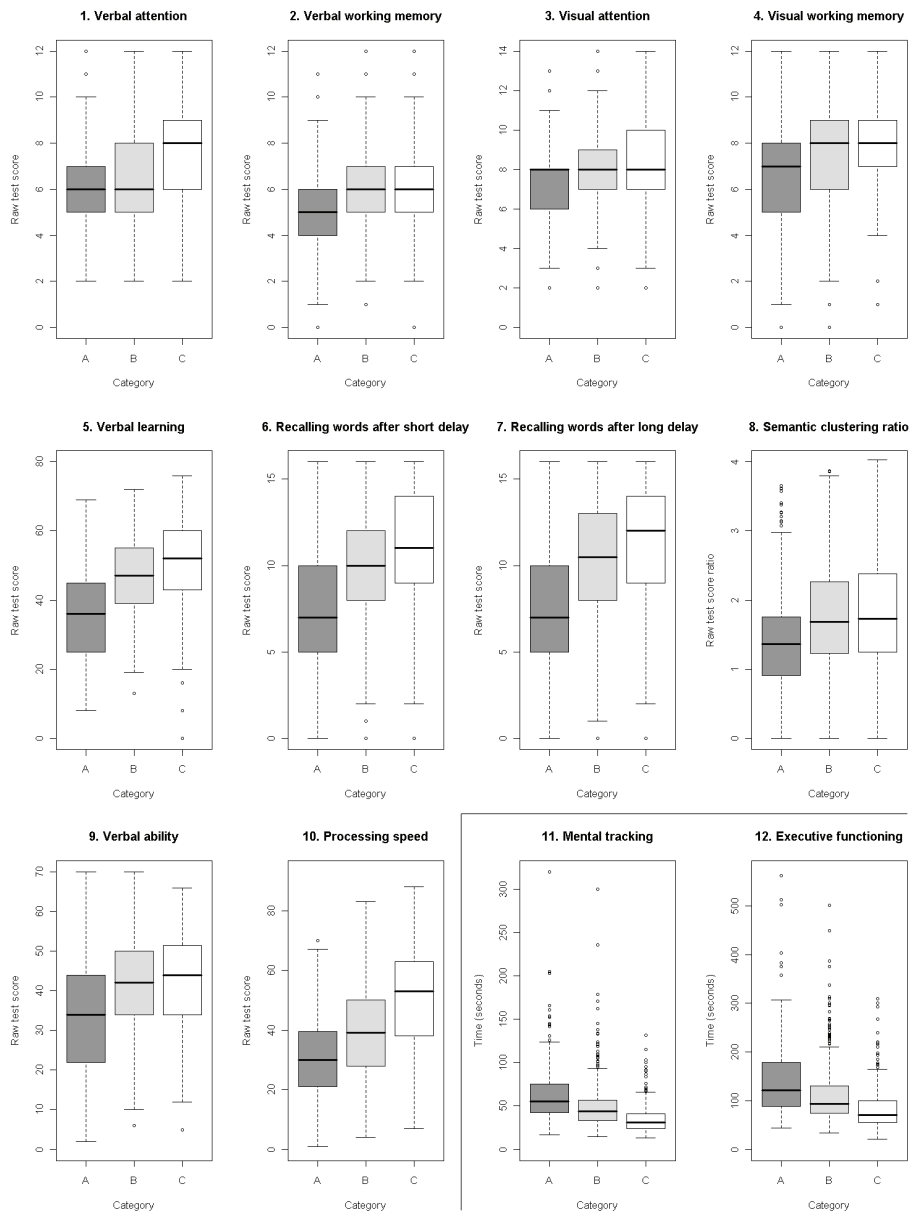 1. Verbal attention
Raw test score
0 2 4 6 8 10 12
A B C
Category
2. Verbal working memory
Raw test score
0 2 4 6 8 10 12
A B C
Category
3. Visual attention
Raw test score
0 2 4 6 8 10 12 14
A B C
Category
4. Visual working memory
Raw test score
0 2 4 6 8 10 12
A B C
Category
5. Verbal learning
Raw test score
0 20 40 60 80
A B C
Category
6. Recalling words after short delay
Raw test score
0 5 10 15
A B C
Category
7. Recalling words after long delay
Raw test score
0 5 10 15
A B C
Category
8. Semantic clustering ratio
Raw test score ratio
0 1 2 3 4
A B C
Category
9. Verbal ability
Raw test score
0 10 20 30 40 50 60 70
A B C
Category
10. Processing speed
Raw test score
0 20 40 60 80
A B C
Category
11. Mental tracking
Time (seconds)
0 50 100 150 200 250 300
A B C
Category
12. Executive functioning
Time (seconds)
0 100 200 300 400 500
A B C
Category